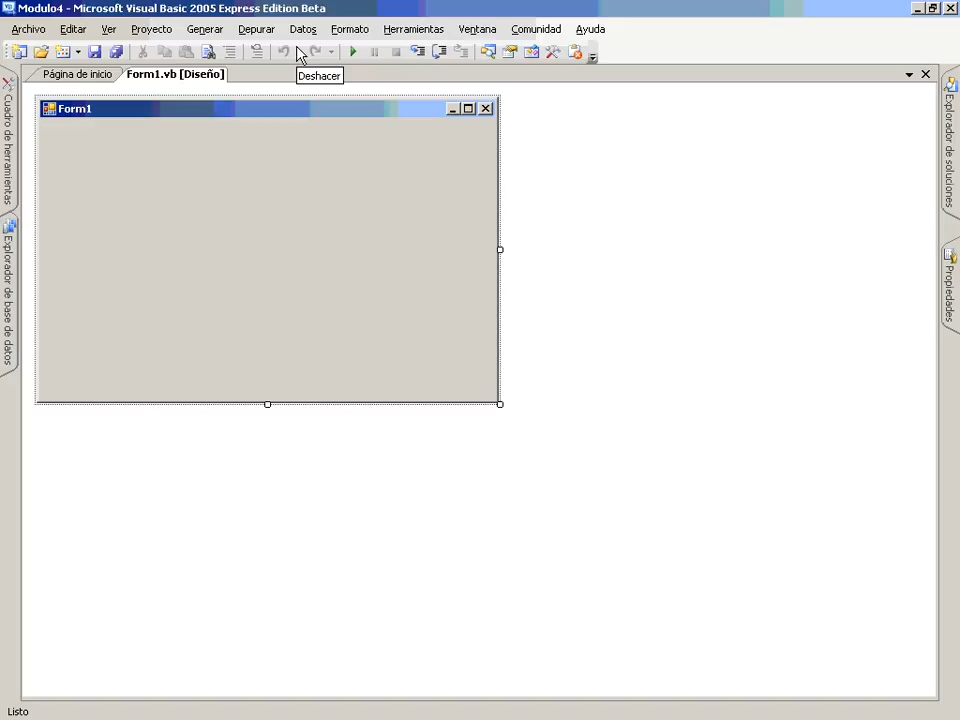 Modulo4 - Microsoft Visual Basic 2005 Express Edition Beta
Archivo Editar Ver Proyecto Generar Depurar Datos Formato Herramientas Ventana Comunidad Ayuda
Deshacer
Página de inicio Form1.vb [Diseño]
Form1
Cuadro de herramientas
Explorador de base de datos
Explorador de soluciones
Propiedades
Listo